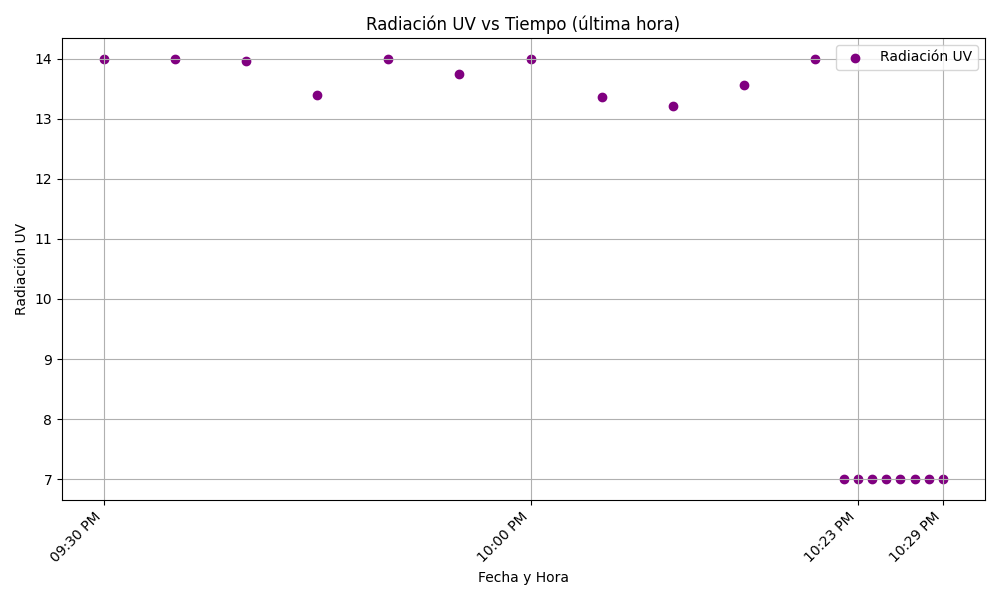 Radiación UV vs Tiempo (última hora)
Radiación UV
14
13
12
11
10
9
8
7
Radiación UV
09:30 PM
10:00 PM
10:23 PM
10:29 PM
Fecha y Hora